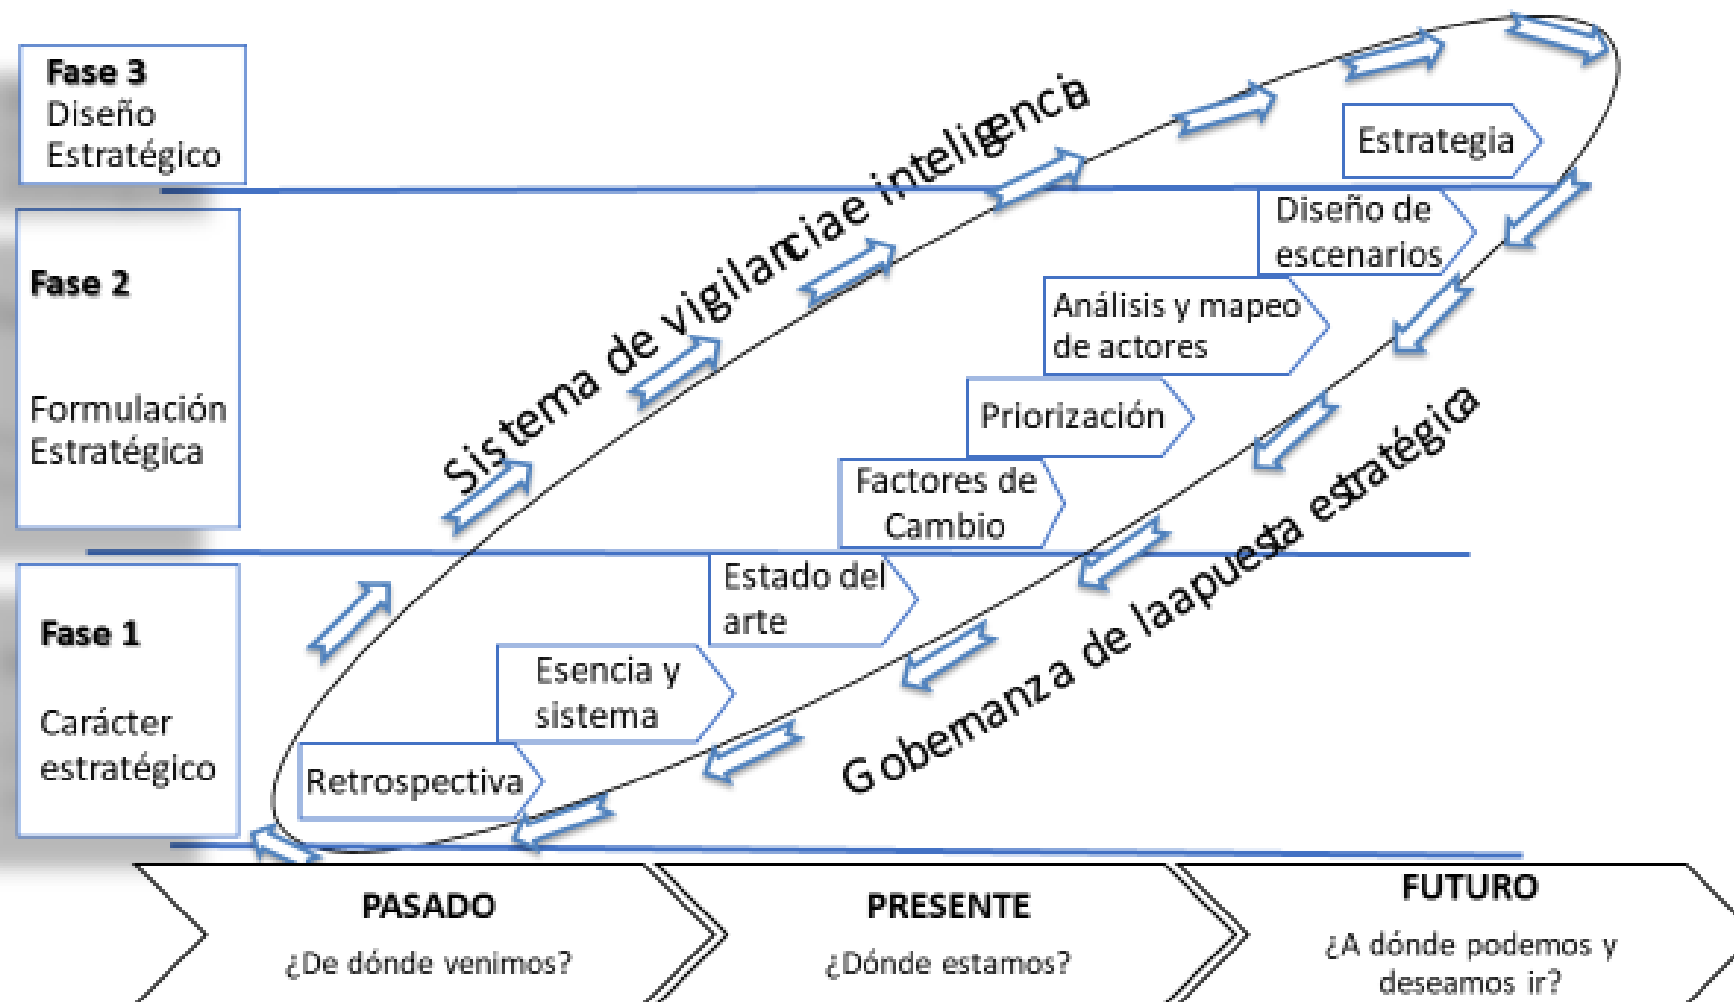 Fase 3
Diseño
Estratégico
Fase 2
Formulación
Estratégica
Fase 1
Carácter
estratégico
Sistema de vigilanciae inteligencia
Estrategia
Diseño de
escenarios
Análisis y mapeo
de actores
Priorización
Factores de
Cambio
Estado del
arte
Esencia y
sistema
Retrospectiva
Gobernanza de laapuesta estratégica
PASADO
¿De dónde venimos?
PRESENTE
¿Dónde estamos?
FUTURO
¿A dónde podemos y
deseamos ir?